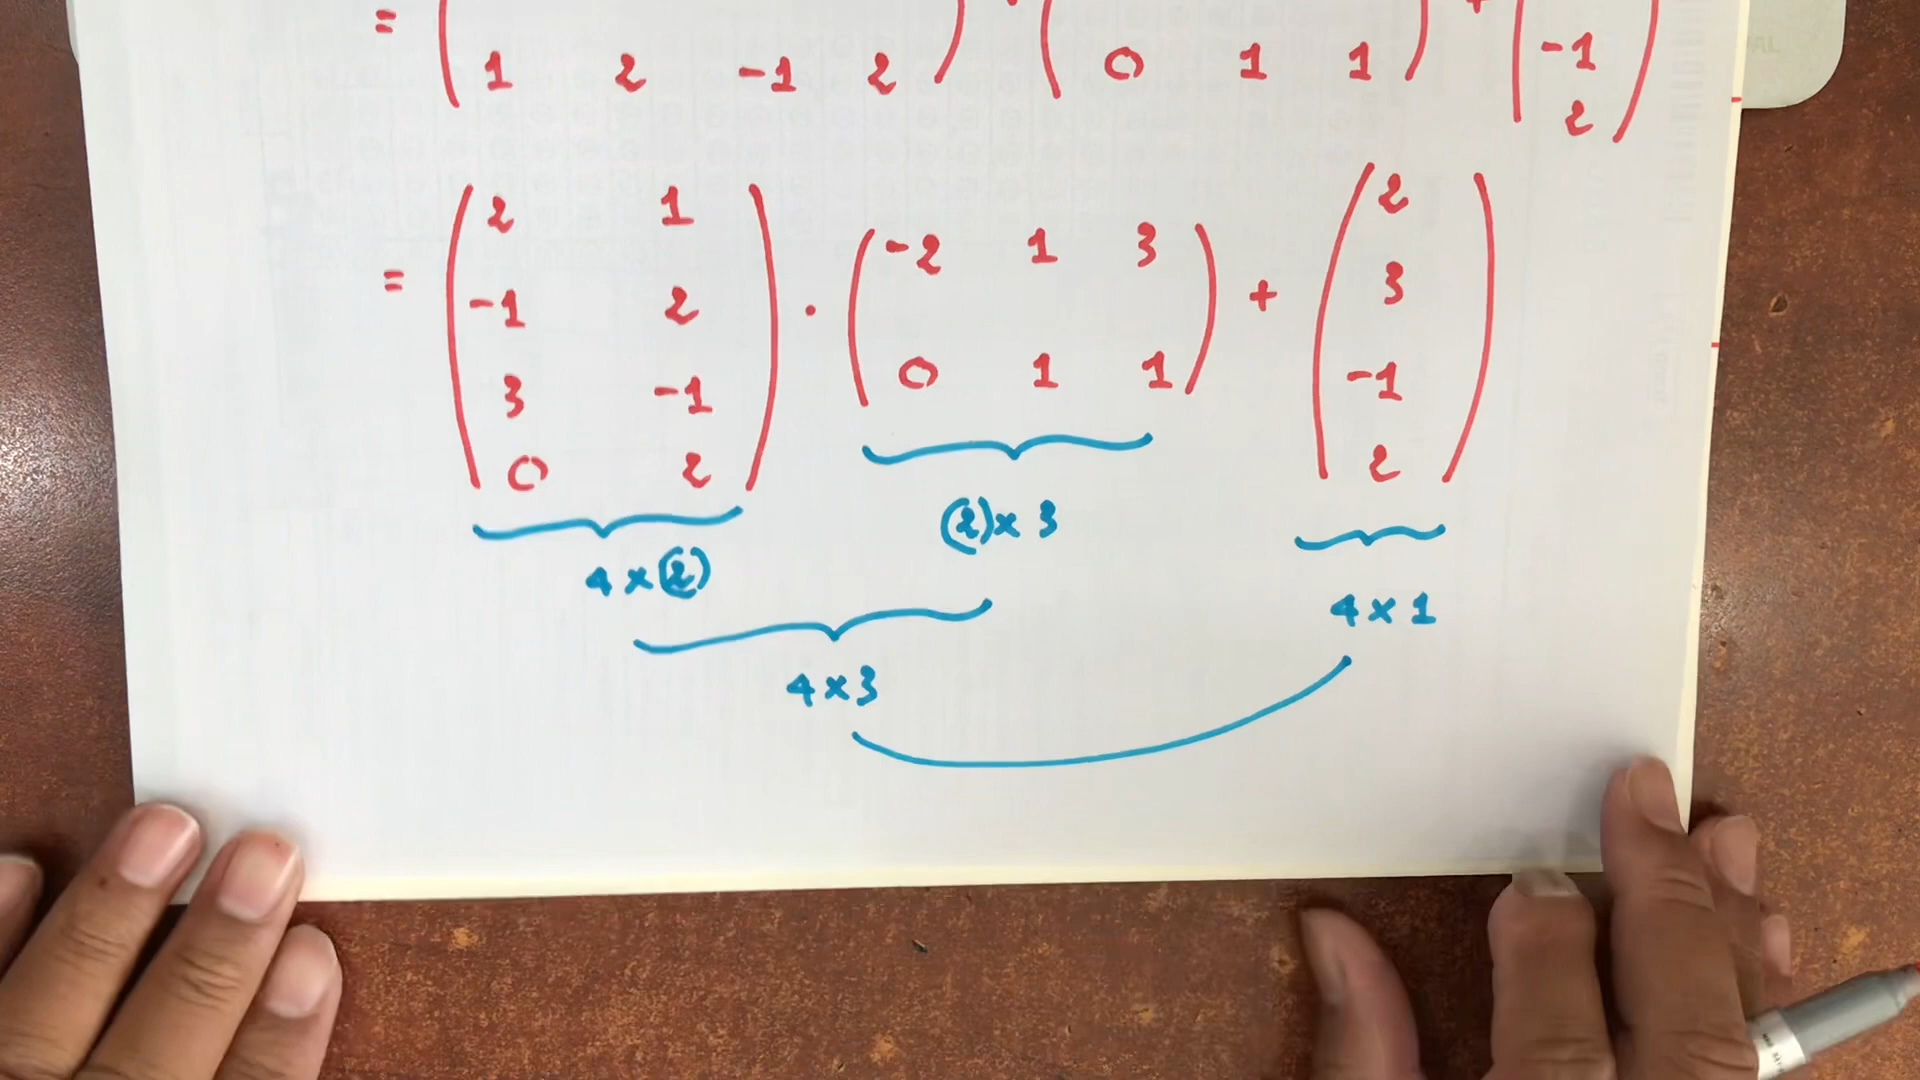 = ( 1 2 -1 2 ) ( 0 1 1 ) ( -1
2 )
( 2 1 2
-2 1 3
-1 2 3
= · +
3 -1 0 1 1 -1
0 2 ) 2 )
4 × (2) (2) × 3 4 × 1
4 × 3